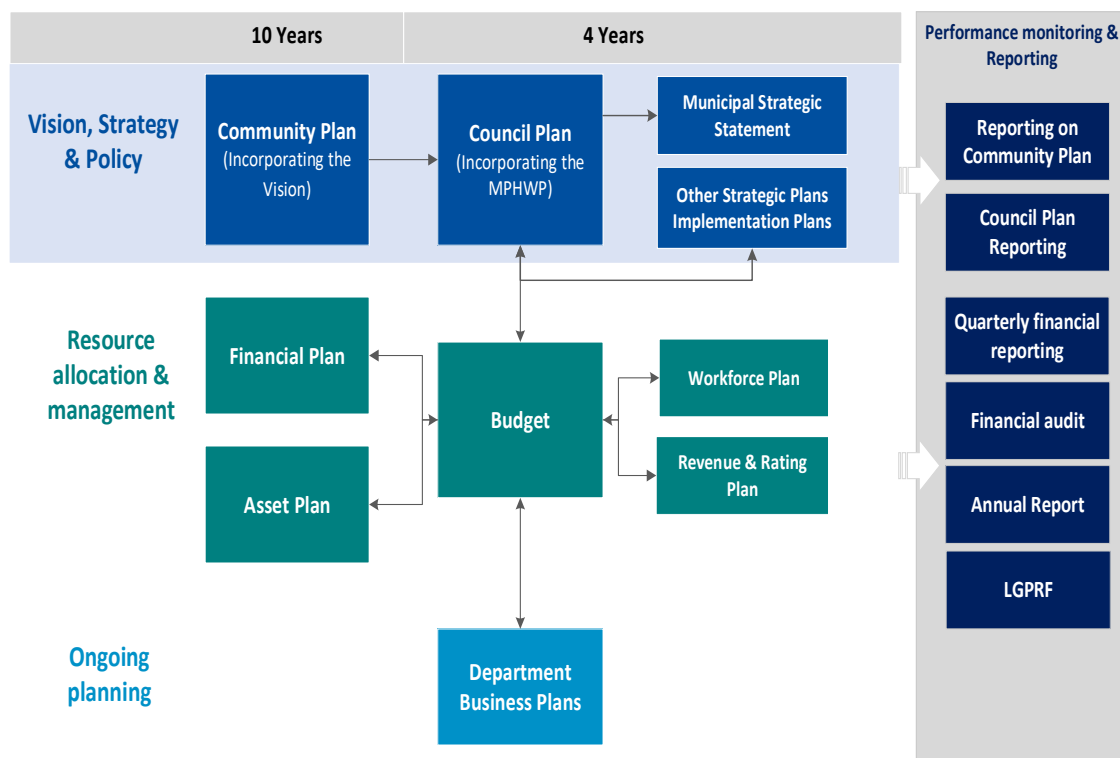 10 Years
4 Years
Performance monitoring &
Reporting
Vision, Strategy
& Policy
Community Plan
(Incorporating the
Vision)
Council Plan
(Incorporating the
MPHWP)
Municipal Strategic
Statement
Other Strategic Plans
Implementation Plans
Reporting on
Community Plan
Council Plan
Reporting
Resource
allocation &
management
Financial Plan
Asset Plan
Budget
Workforce Plan
Revenue & Rating
Plan
Quarterly financial
reporting
Financial audit
Annual Report
LGPRF
Ongoing
planning
Department
Business Plans